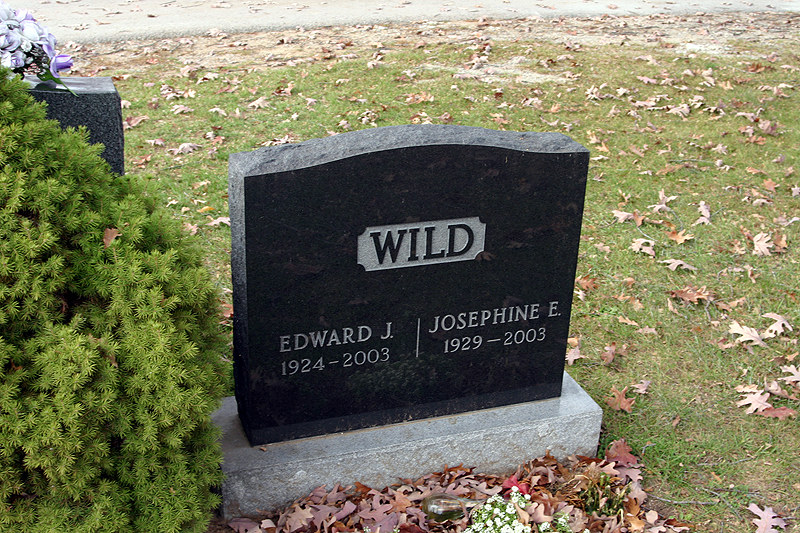 WILD
EDWARD J.
1924-2003
JOSEPHINE E.
1929-2003